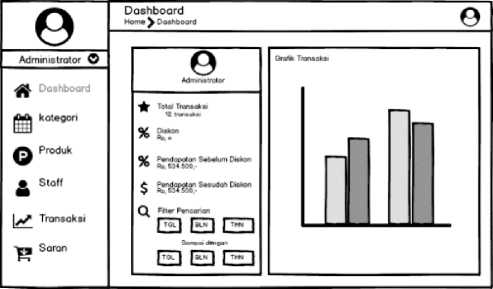 Dashboard
Home Dashboard
Administrator
Dashboard
kategori
Produk
Staff
Transaksi
Saran
Administrator
Total Transaksi
12 transaksi
Diskon
Pendapatan Sebelum Diskon
Rp. 534.500,-
Pendapatan Sesudah Diskon
Rp. 534.500,-
Filter Pencarian
TGL BLN THN
Sampai dengan
TGL BLN THN
Grafik Transaksi